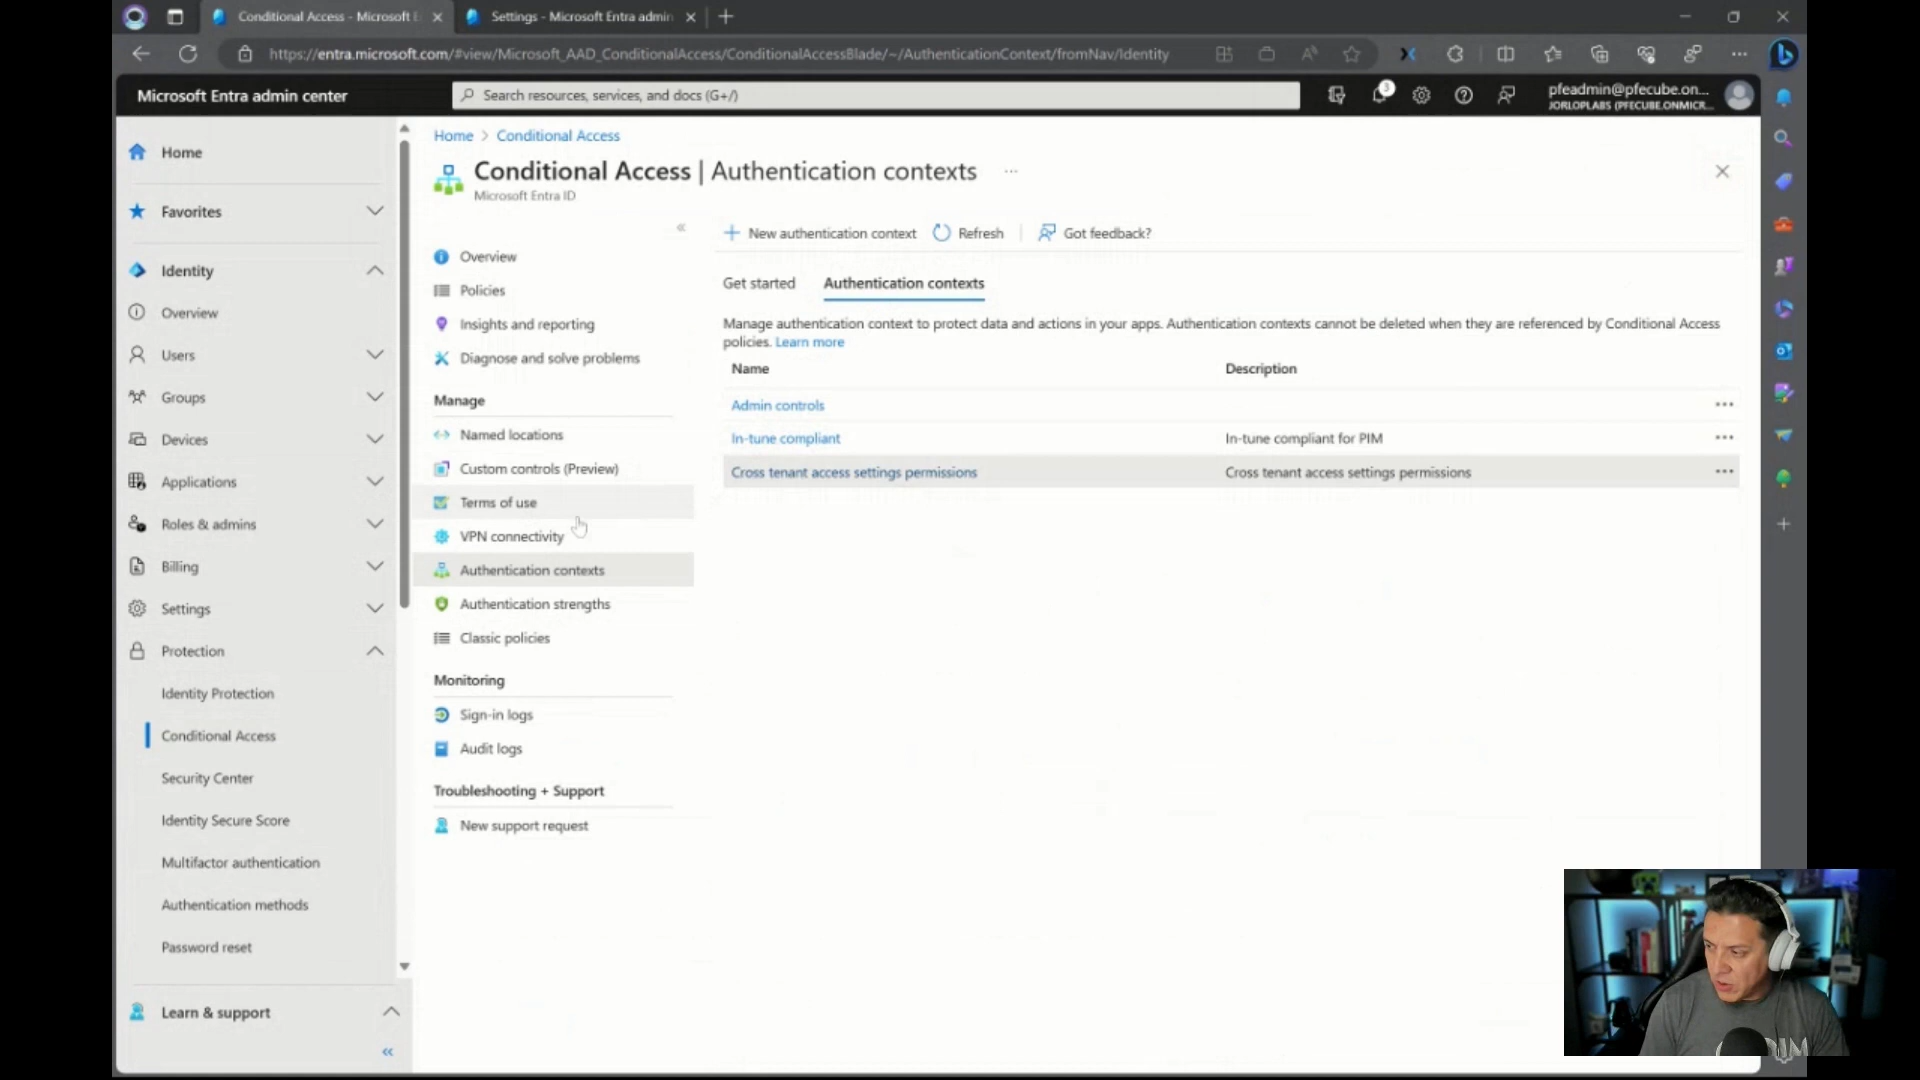 Conditional Access - Microsoft E
Settings - Microsoft Entra admin
https://entra.microsoft.com/#view/Microsoft_AAD_ConditionalAccess/ConditionalAccessBlade/~/AuthenticationContext/fromNav/Identity
Microsoft Entra admin center
Search resources, services, and docs (G+/)
3
pfeadmin@pfecube.on...
JORLOPLABS (PFECUBE.ONMICR...
Home
Favorites
Identity
Overview
Users
Groups
Devices
Applications
Roles & admins
Billing
Settings
Protection
Identity Protection
Conditional Access
Security Center
Identity Secure Score
Multifactor authentication
Authentication methods
Password reset
Learn & support
Home > Conditional Access
Conditional Access | Authentication contexts ...
Microsoft Entra ID
Overview
Policies
Insights and reporting
Diagnose and solve problems
Manage
Named locations
Custom controls (Preview)
Terms of use
VPN connectivity
Authentication contexts
Authentication strengths
Classic policies
Monitoring
Sign-in logs
Audit logs
Troubleshooting + Support
New support request
New authentication context Refresh Got feedback?
Get started Authentication contexts
Manage authentication context to protect data and actions in your apps. Authentication contexts cannot be deleted when they are referenced by Conditional Access
policies. Learn more
Name Description
Admin controls
In-tune compliant In-tune compliant for PIM
Cross tenant access settings permissions Cross tenant access settings permissions